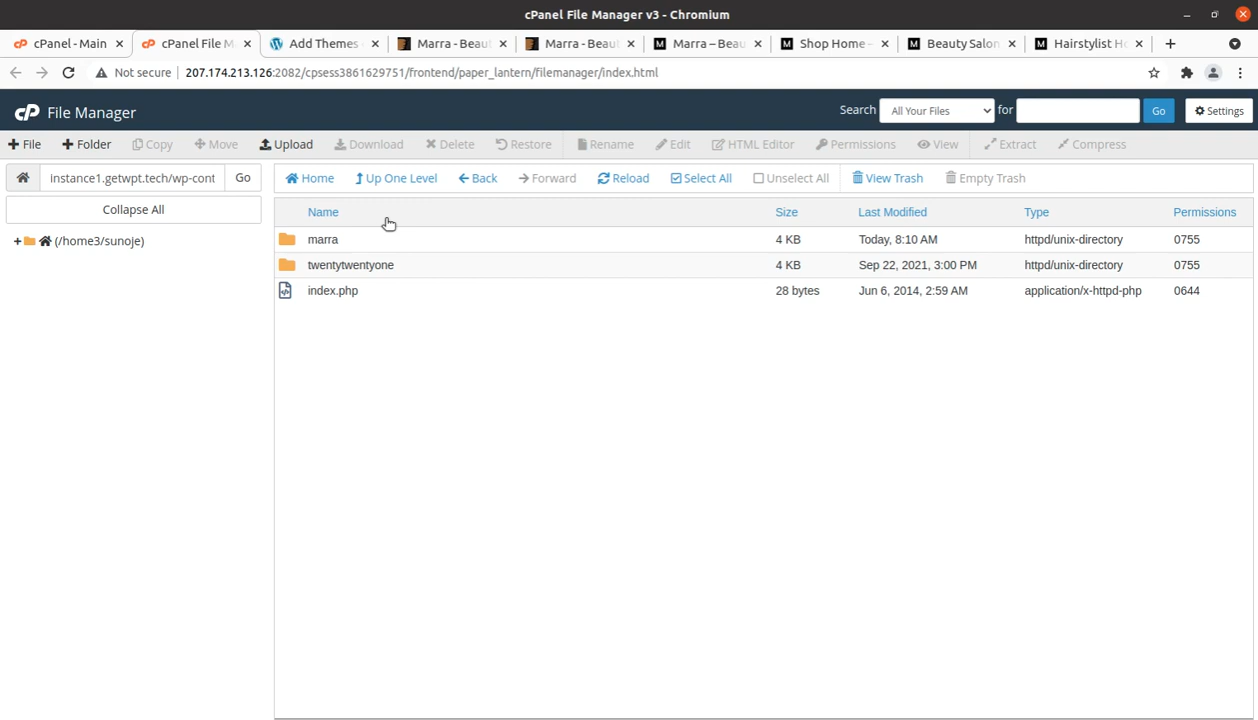 cPanel File Manager v3 - Chromium
cPanel - Main
cPanel File M
Add Themes
Marra - Beaut
Marra - Beaut
Marra – Beau
Shop Home –
Beauty Salon
Hairstylist H
Not secure 207.174.213.126:2082/cpsess3861629751/frontend/paper_lantern/filemanager/index.html
cP File Manager Search All Your Files for Go Settings
File Folder Copy Move Upload Download Delete Restore Rename Edit HTML Editor Permissions View Extract Compress
instance1.getwpt.tech/wp-cont Go Home Up One Level Back Forward Reload Select All Unselect All View Trash Empty Trash
Collapse All
(/home3/sunoje)
Name Size Last Modified Type Permissions
marra 4 KB Today, 8:10 AM httpd/unix-directory 0755
twentytwentyone 4 KB Sep 22, 2021, 3:00 PM httpd/unix-directory 0755
index.php 28 bytes Jun 6, 2014, 2:59 AM application/x-httpd-php 0644